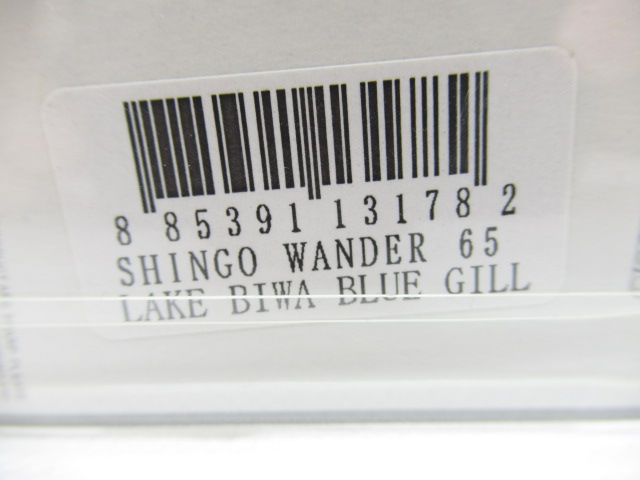 8 85391 13178 2
SHINGO WANDER 65
LAKE BIWA BLUE GILL